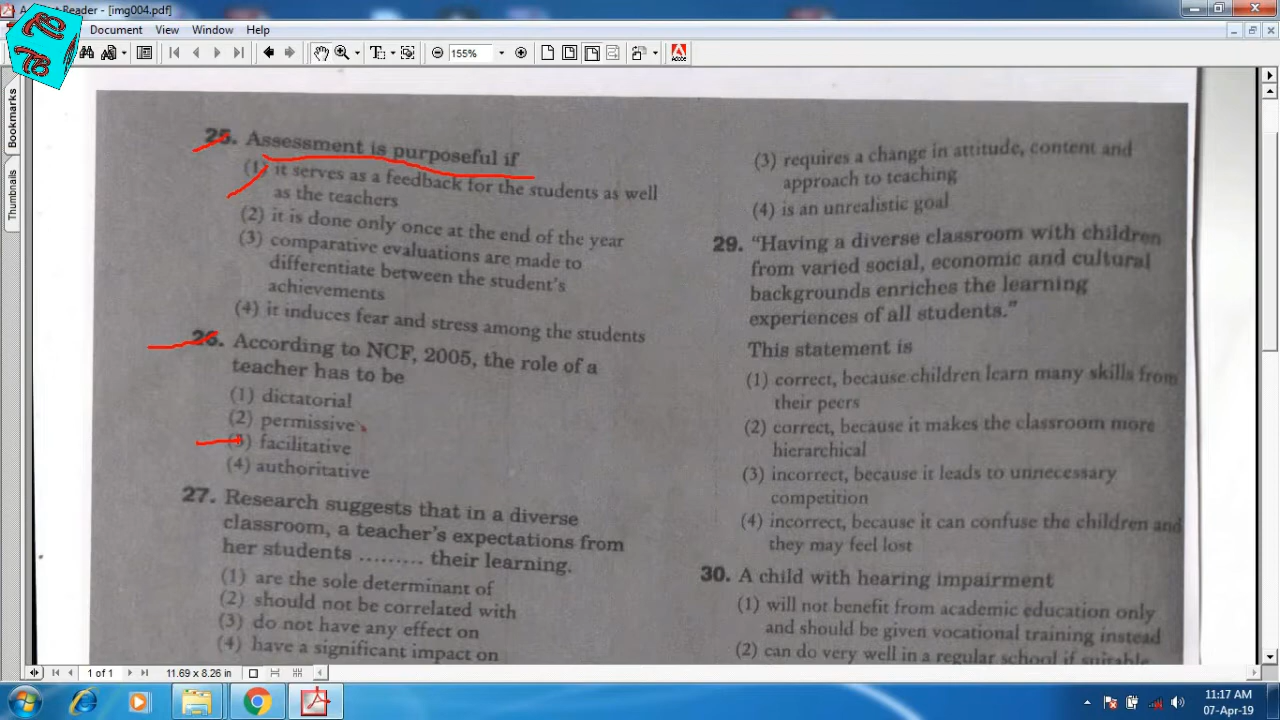 Reader - [img004.pdf]
Document View Window Help
155%
Bookmarks
Thumbnails
25. Assessment is purposeful if
(1) it serves as a feedback for the students as well
as the teachers
(2) it is done only once at the end of the year
(3) comparative evaluations are made to
differentiate between the student's
achievements
(4) it induces fear and stress among the students
26. According to NCF, 2005, the role of a
teacher has to be
(1) dictatorial
(2) permissive
(3) facilitative
(4) authoritative
27. Research suggests that in a diverse
classroom, a teacher's expectations from
her students ......... their learning.
(1) are the sole determinant of
(2) should not be correlated with
(3) do not have any effect on
(4) have a significant impact on
(3) requires a change in attitude, content and
approach to teaching
(4) is an unrealistic goal
29. "Having a diverse classroom with children
from varied social, economic and cultural
backgrounds enriches the learning
experiences of all students."
This statement is
(1) correct, because children learn many skills from
their peers
(2) correct, because it makes the classroom more
hierarchical
(3) incorrect, because it leads to unnecessary
competition
(4) incorrect, because it can confuse the children and
they may feel lost
30. A child with hearing impairment
(1) will not benefit from academic education only
and should be given vocational training instead
(2) can do very well in a regular school if suitable
1 of 1
11.69 x 8.26 in
11:17 AM
07-Apr-19